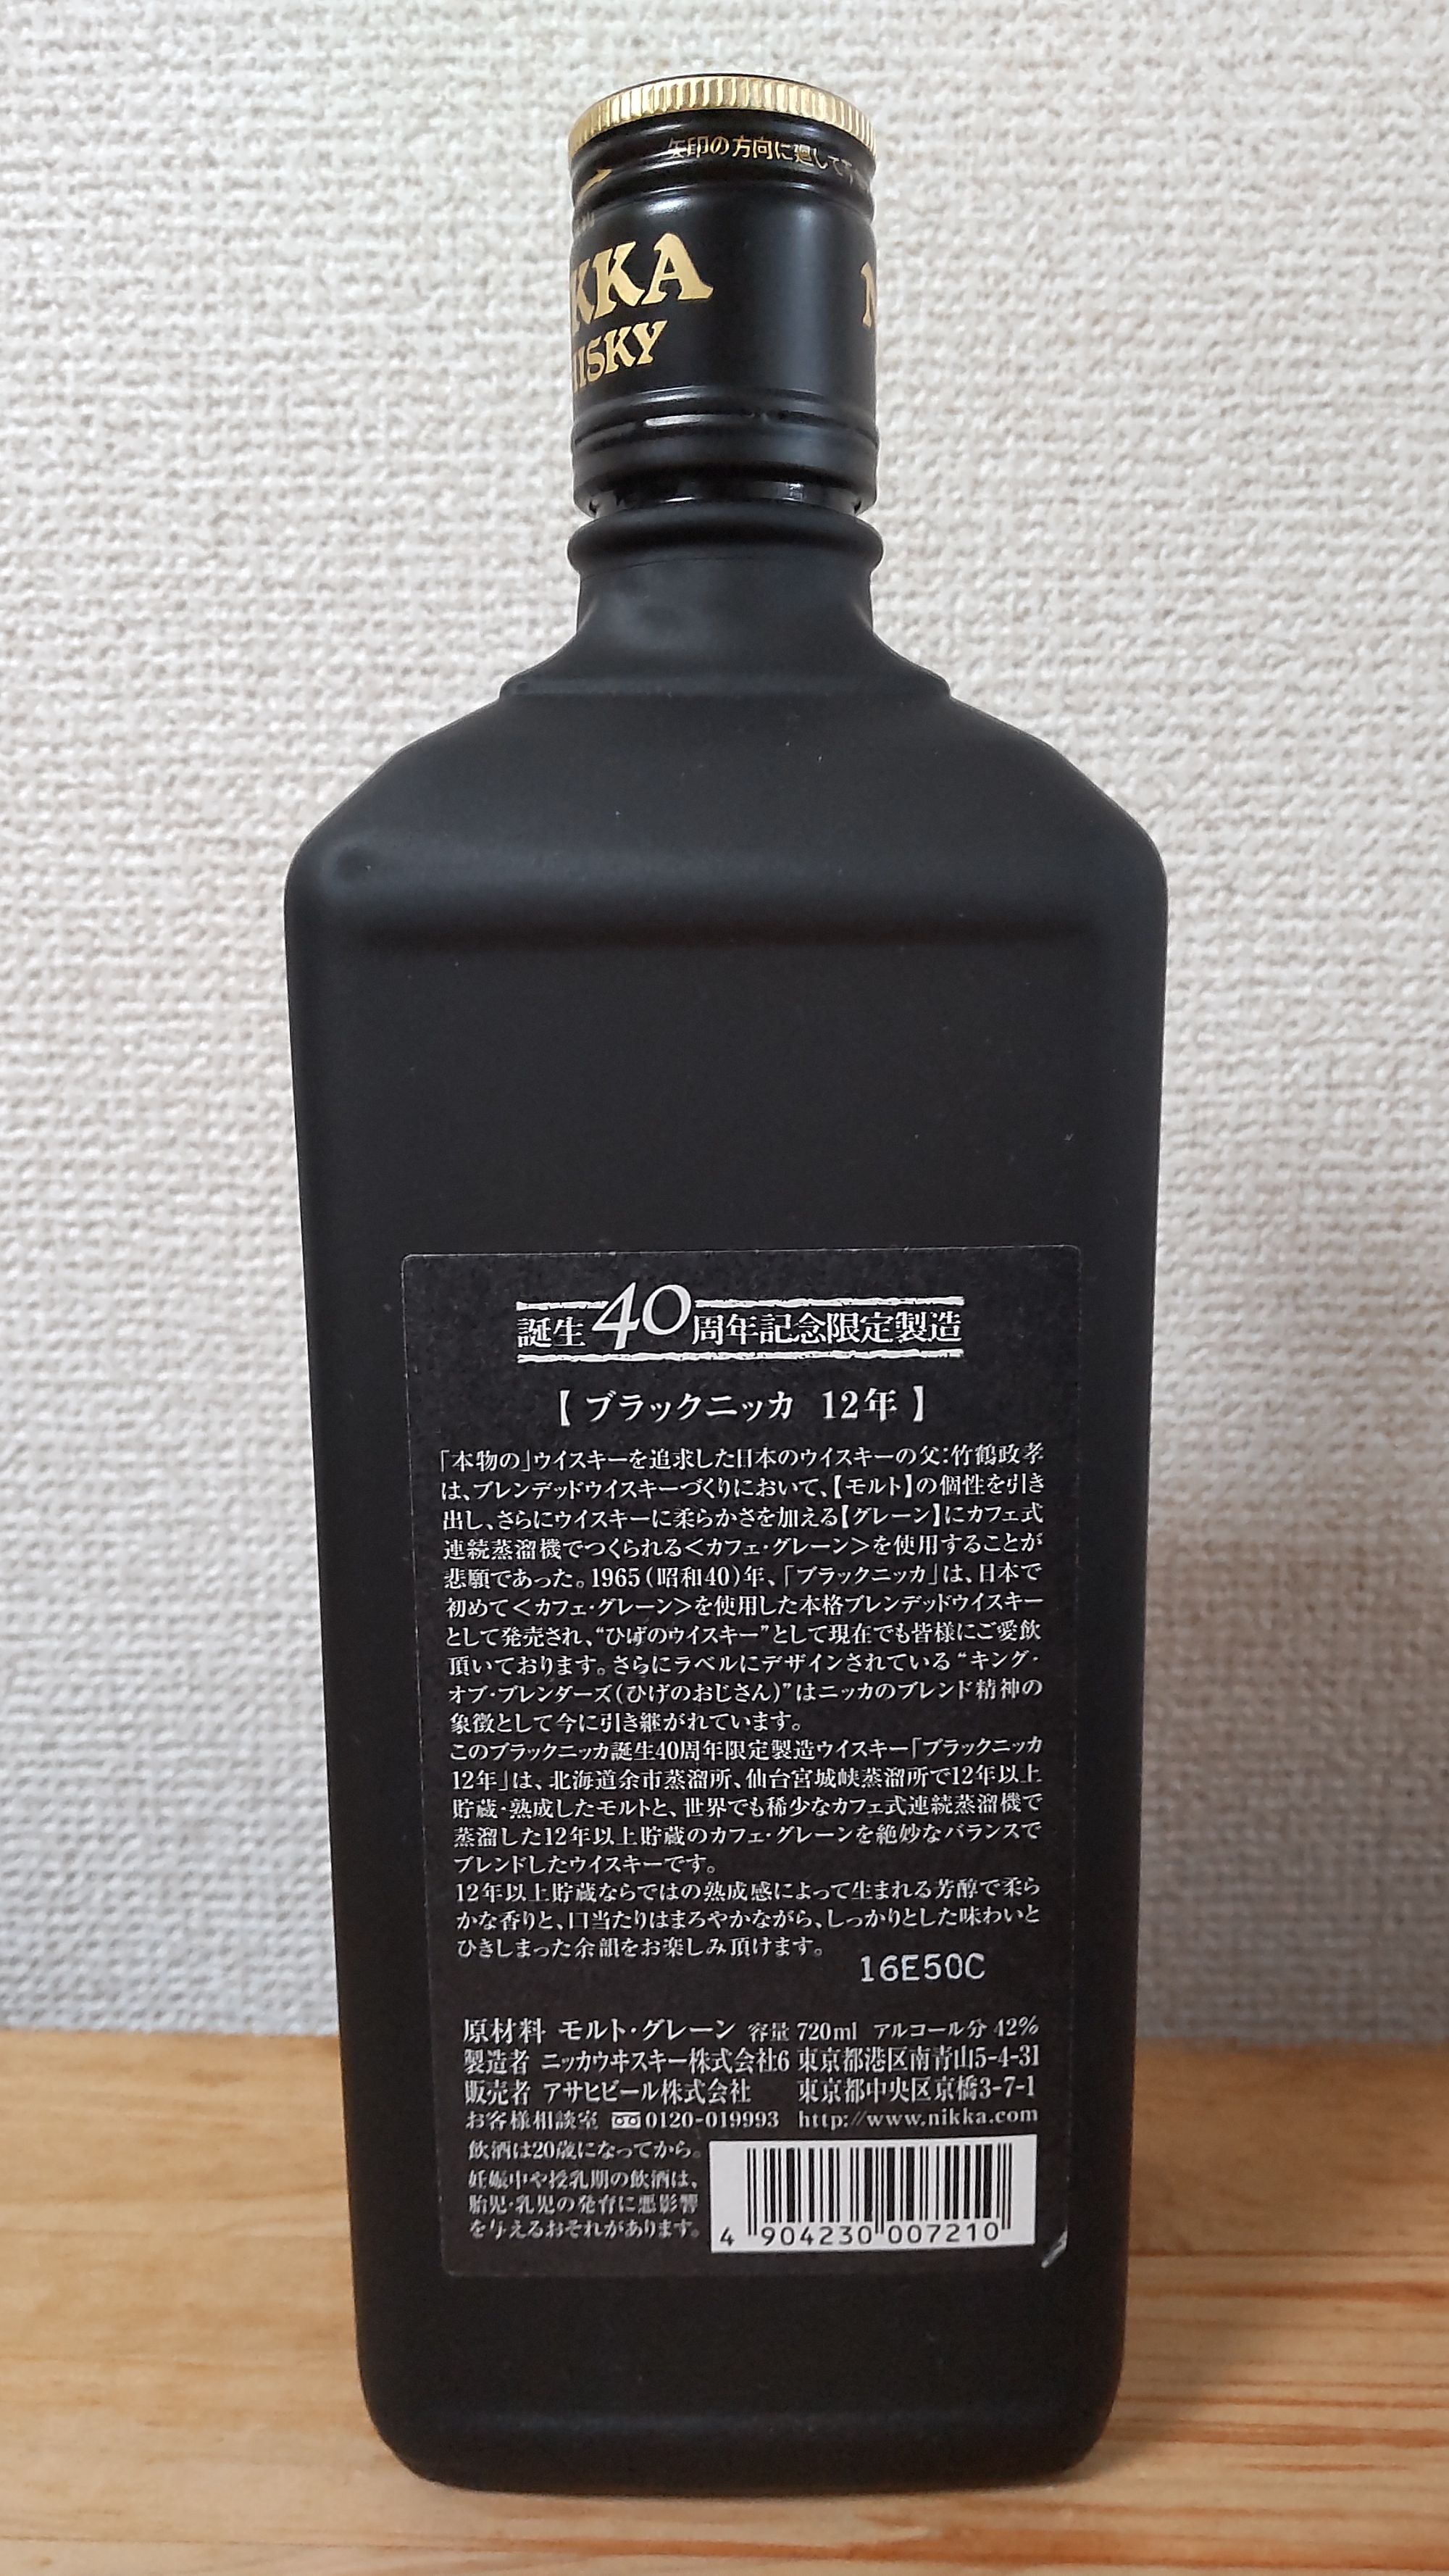 矢印の方向に廻して
KKA
HISKY
誕生40周年記念限定製造
【ブラックニッカ 12年】
「本物の」ウイスキーを追求した日本のウイスキーの父:竹鶴政孝
は、ブレンデッドウイスキーづくりにおいて、【モルト】の個性を引き
出し、さらにウイスキーに柔らかさを加える【グレーン】にカフェ式
連続蒸溜機でつくられる<カフェ・グレーン>を使用することが
悲願であった。1965(昭和40)年、「ブラックニッカ」は、日本で
初めて<カフェ・グレーン>を使用した本格ブレンデッドウイスキー
として発売され、“ひげのウイスキー”として現在でも皆様にご愛飲
頂いております。さらにラベルにデザインされている“キング・
オブ・ブレンダーズ(ひげのおじさん)”はニッカのブレンド精神の
象徴として今に引き継がれています。
このブラックニッカ誕生40周年限定製造ウイスキー「ブラックニッカ
12年」は、北海道余市蒸溜所、仙台宮城峡蒸溜所で12年以上
貯蔵・熟成したモルトと、世界でも稀少なカフェ式連続蒸溜機で
蒸溜した12年以上貯蔵のカフェ・グレーンを絶妙なバランスで
ブレンドしたウイスキーです。
12年以上貯蔵ならではの熟成感によって生まれる芳醇で柔ら
かな香りと、口当たりはまろやかながら、しっかりとした味わいと
ひきしまった余韻をお楽しみ頂けます。
16E50C
原材料 モルト・グレーン 容量 720ml アルコール分 42%
製造者 ニッカウヰスキー株式会社6 東京都港区南青山5-4-31
販売者 アサヒビール株式会社 東京都中央区京橋3-7-1
お客様相談室 0120-019993 http://www.nikka.com
飲酒は20歳になってから。
妊娠中や授乳期の飲酒は、
胎児・乳児の発育に悪影響
を与えるおそれがあります。
4 904230 007210